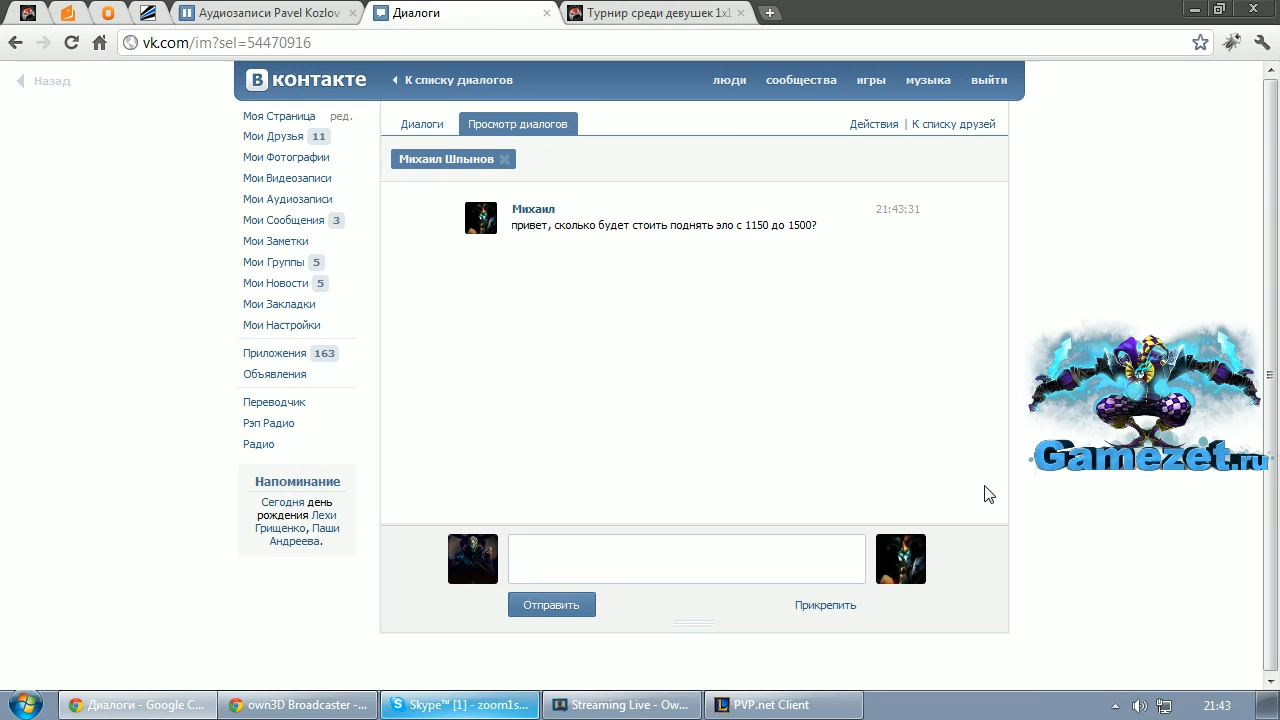 Аудиозаписи Pavel Kozlov
Диалоги
Турнир среди девушек 1x1
vk.com/im?sel=54470916
Назад
В контакте
К списку диалогов
люди
сообщества
игры
музыка
выйти
Моя Страница ред.
Мои Друзья 11
Мои Фотографии
Мои Видеозаписи
Мои Аудиозаписи
Мои Сообщения 3
Мои Заметки
Мои Группы 5
Мои Новости 5
Мои Закладки
Мои Настройки
Приложения 163
Объявления
Переводчик
Рэп Радио
Радио
Напоминание
Сегодня день
рождения Лехи
Грищенко, Паши
Андреева.
Диалоги
Просмотр диалогов
Действия | К списку друзей
Михаил Шпынов
Михаил 21:43:31
привет, сколько будет стоить поднять эло с 1150 до 1500?
Отправить
Прикрепить
Gamezet.ru
Диалоги - Google C...
own3D Broadcaster -...
Skype™ [1] - zoom1s...
Streaming Live - Ow...
PVP.net Client
21:43